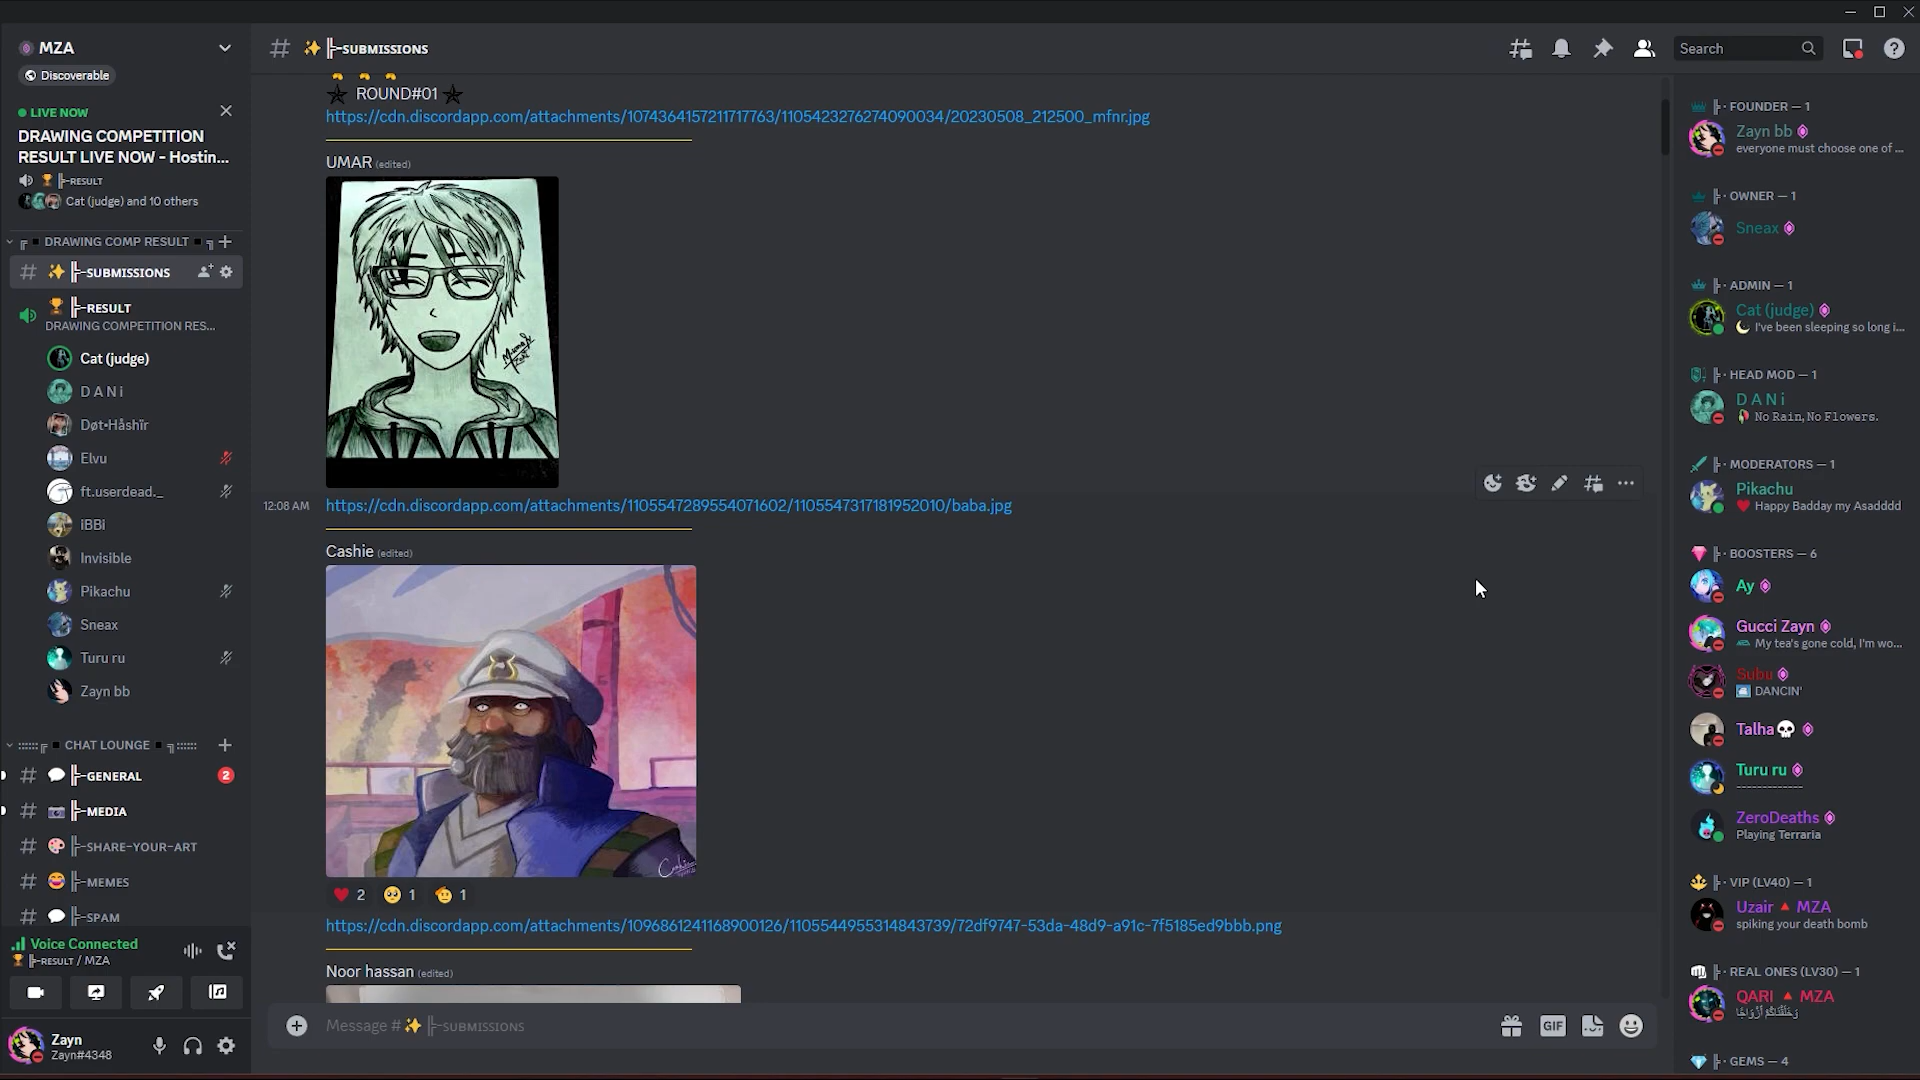 MZA
Discoverable
LIVE NOW
DRAWING COMPETITION
RESULT LIVE NOW - Hostin...
├-RESULT
Cat (judge) and 10 others
╔ ■ DRAWING COMP RESULT ■ ╗
├-SUBMISSIONS
├-RESULT
DRAWING COMPETITION RES...
Cat (judge)
D A N i
Døt•Håshïr
Elvu
ft.userdead._
iBBi
Invisible
Pikachu
Sneax
Turu ru
Zayn bb
:::::╔ ■ CHAT LOUNGE ■ ╗:::::
├-GENERAL
2
├-MEDIA
├-SHARE-YOUR-ART
├-MEMES
├-SPAM
Voice Connected
├-RESULT / MZA
Zayn
Zayn#4348
# ✨ ├-SUBMISSIONS
Search
ROUND#01
https://cdn.discordapp.com/attachments/1074364157211717763/1105423276274090034/20230508_212500_mfnr.jpg
UMAR (edited)
12:08 AM
https://cdn.discordapp.com/attachments/1105547289554071602/1105547317181952010/baba.jpg
Cashie (edited)
❤️ 2 🥺 1 🫡 1
https://cdn.discordapp.com/attachments/1096861241168900126/1105544955314843739/72df9747-53da-48d9-a91c-7f5185ed9bbb.png
Noor hassan (edited)
Message #✨ ├-SUBMISSIONS
GIF
├· FOUNDER — 1
Zayn bb
everyone must choose one of ...
├· OWNER — 1
Sneax
├· ADMIN — 1
Cat (judge)
I've been sleeping so long i...
├· HEAD MOD — 1
D A N i
No Rain, No Flowers.
├· MODERATORS — 1
Pikachu
❤️ Happy Badday my Asadddd
├· BOOSTERS — 6
Ay
Gucci Zayn
My tea's gone cold, I'm wo...
Subu
DANCIN'
Talha💀
Turu ru
-------------
ZeroDeaths
Playing Terraria
├· VIP (LV40) — 1
Uzair 🔺 MZA
spiking your death bomb
├· REAL ONES (LV30) — 1
QARI 🔺 MZA
وَخَلَقْنَاكُمْ أَزْوَاجًا
├· GEMS — 4